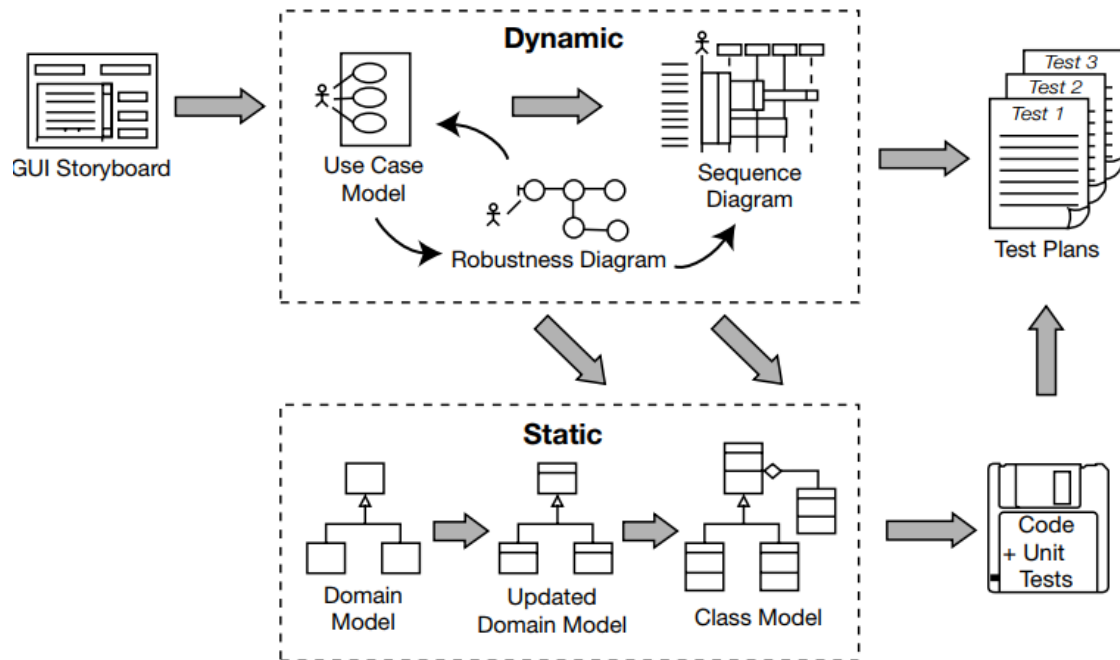 Dynamic
GUI Storyboard
Use Case
Model
Robustness Diagram
Sequence
Diagram
Test 3
Test 2
Test 1
Test Plans
Static
Domain
Model
Updated
Domain Model
Class Model
Code
+ Unit
Tests